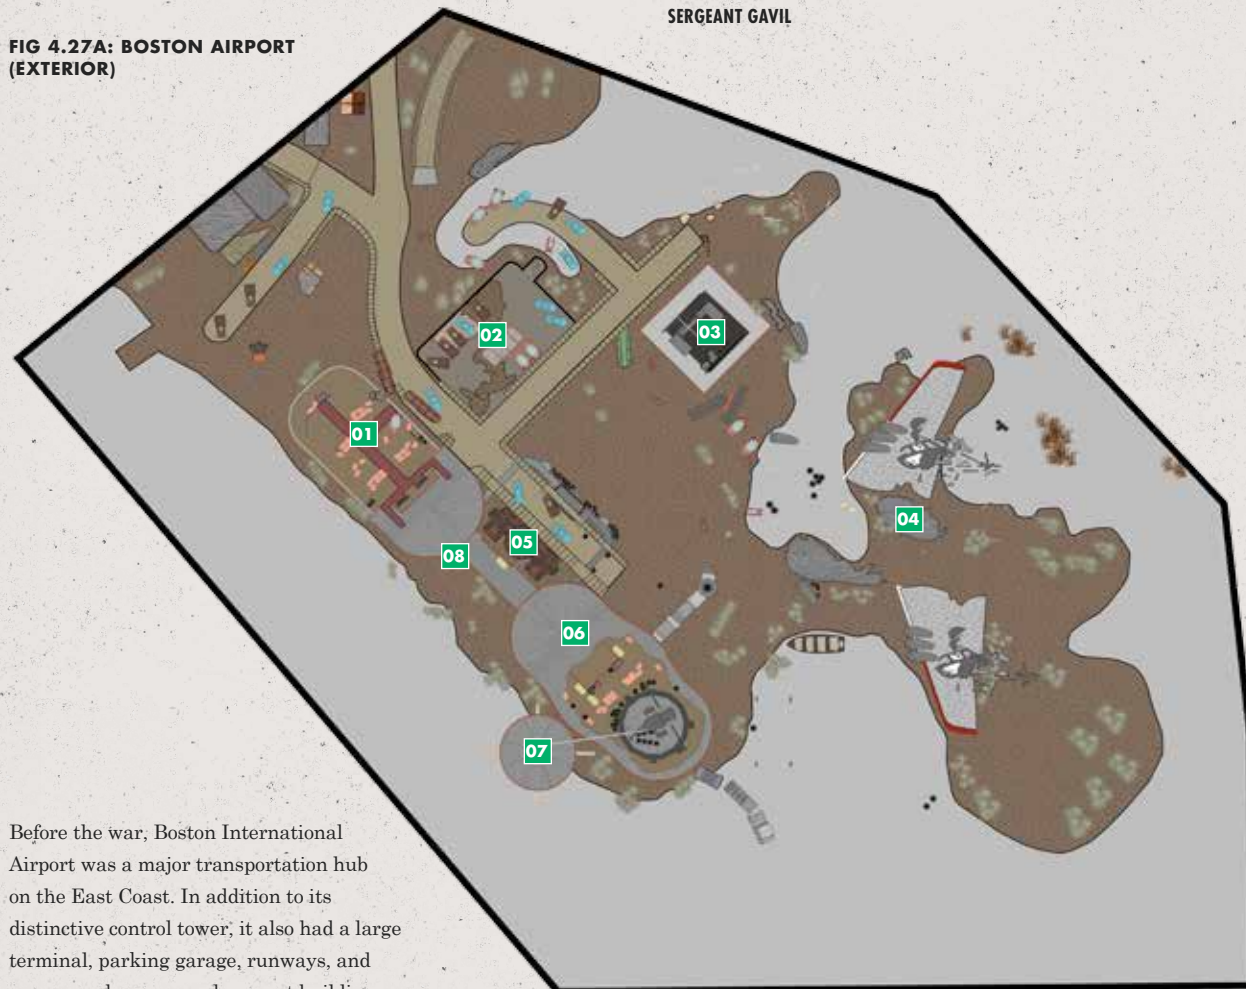 SERGEANT GAVIL
FIG 4.27A: BOSTON AIRPORT
(EXTERIOR)
03
02
01
04
05
08
06
07
Before the war, Boston International
Airport was a major transportation hub
on the East Coast. In addition to its
distinctive control tower, it also had a large
terminal, parking garage, runways, and